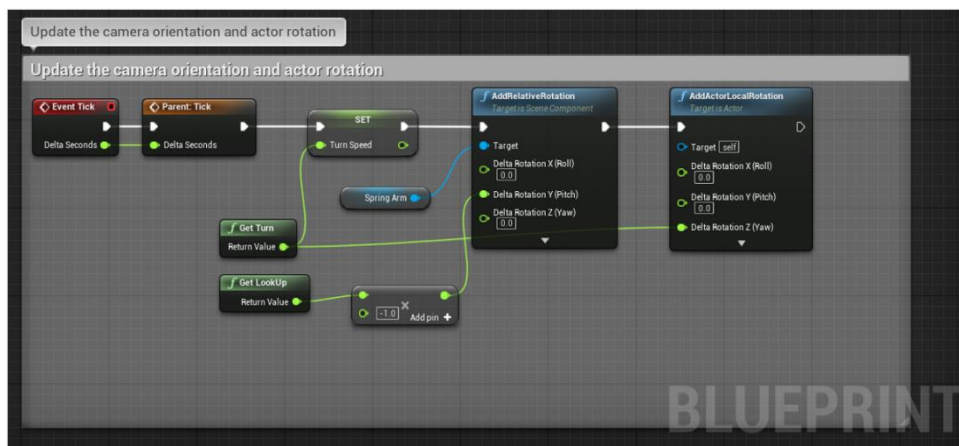 Update the camera orientation and actor rotation
Update the camera orientation and actor rotation
Event Tick
Delta Seconds
Parent: Tick
Delta Seconds
SET
Turn Speed
AddRelativeRotation
Target is Scene Component
Target
Delta Rotation X (Roll)
0.0
Delta Rotation Y (Pitch)
Delta Rotation Z (Yaw)
0.0
AddActorLocalRotation
Target is Actor
Target self
Delta Rotation X (Roll)
0.0
Delta Rotation Y (Pitch)
0.0
Delta Rotation Z (Yaw)
Spring Arm
f Get Turn
Return Value
f Get LookUp
Return Value
-1.0
Add pin +
BLUEPRINT